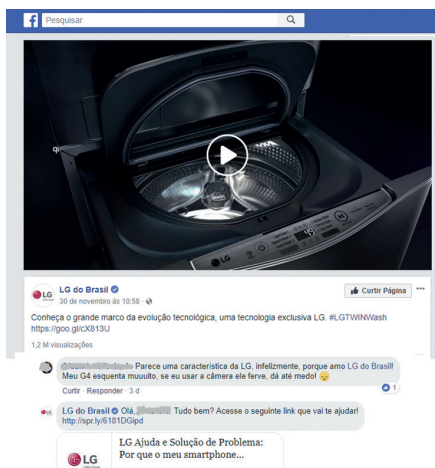 f Pesquisar
LG
LG
LG do Brasil
30 de novembro às 10:58 ·
Curtir Página
Conheça o grande marco da evolução tecnológica, uma tecnologia exclusiva LG. #LGTWINWash
https://goo.gl/cX813U
1,2 M visualizações
Parece uma característica da LG, infelizmente, porque amo LG do Brasil!
Meu G4 esquenta muuuito, se eu usar a câmera ele ferve, dá até medo!
Curtir · Responder · 3 d
1
LG do Brasil Olá, Tudo bem? Acesse o seguinte link que vai te ajudar!
http://spr.ly/6181DGipd
LG Ajuda e Solução de Problema:
Por que o meu smartphone...
LG